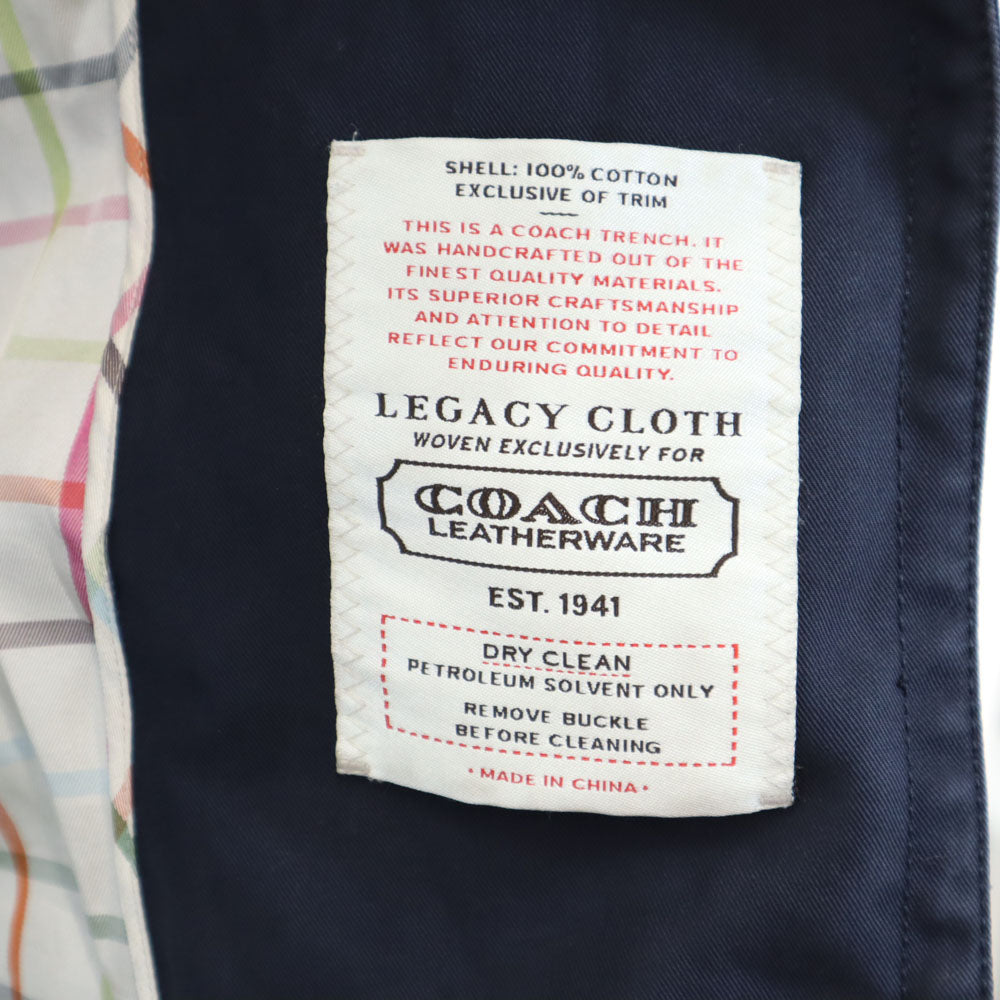 SHELL: 100% COTTON
EXCLUSIVE OF TRIM
THIS IS A COACH TRENCH. IT
WAS HANDCRAFTED OUT OF THE
FINEST QUALITY MATERIALS.
ITS SUPERIOR CRAFTSMANSHIP
AND ATTENTION TO DETAIL
REFLECT OUR COMMITMENT TO
ENDURING QUALITY.
LEGACY CLOTH
WOVEN EXCLUSIVELY FOR
COACH
LEATHERWARE
EST. 1941
DRY CLEAN
PETROLEUM SOLVENT ONLY
REMOVE BUCKLE
BEFORE CLEANING
• MADE IN CHINA •